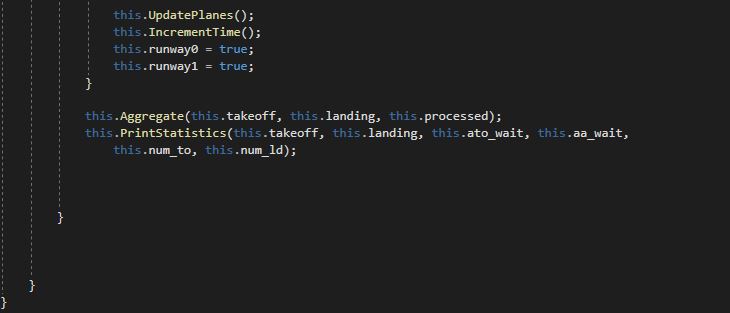 this.UpdatePlanes();
this.IncrementTime();
this.runway0 = true;
this.runway1 = true;
}
this.Aggregate(this.takeoff, this.landing, this.processed);
this.PrintStatistics(this.takeoff, this.landing, this.ato_wait, this.aa_wait,
this.num_to, this.num_ld);
}
}
}